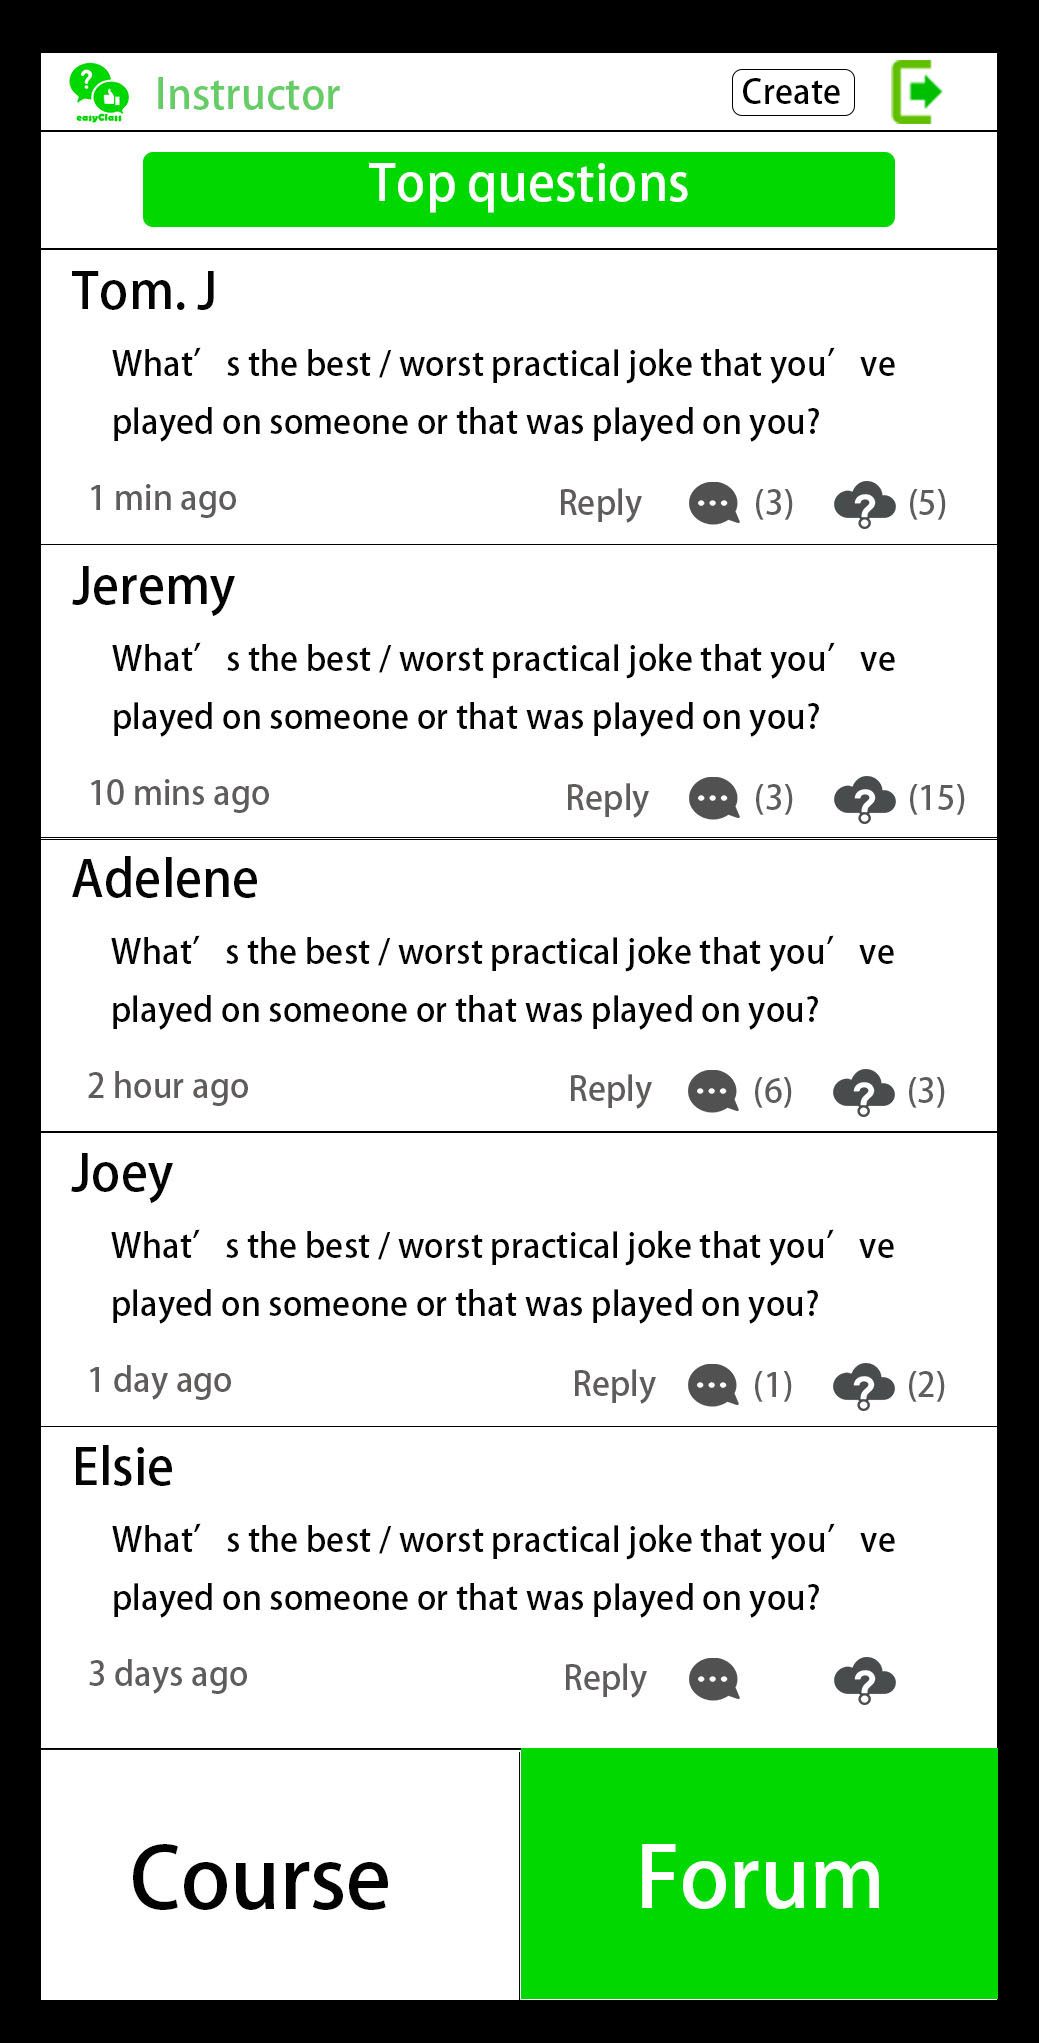 easyClass
Instructor
Create
Top questions
Tom. J
What′ s the best / worst practical joke that you′ ve
played on someone or that was played on you?
1 min ago Reply (3) (5)
Jeremy
What′ s the best / worst practical joke that you′ ve
played on someone or that was played on you?
10 mins ago Reply (3) (15)
Adelene
What′ s the best / worst practical joke that you′ ve
played on someone or that was played on you?
2 hour ago Reply (6) (3)
Joey
What′ s the best / worst practical joke that you′ ve
played on someone or that was played on you?
1 day ago Reply (1) (2)
Elsie
What′ s the best / worst practical joke that you′ ve
played on someone or that was played on you?
3 days ago Reply
Course Forum